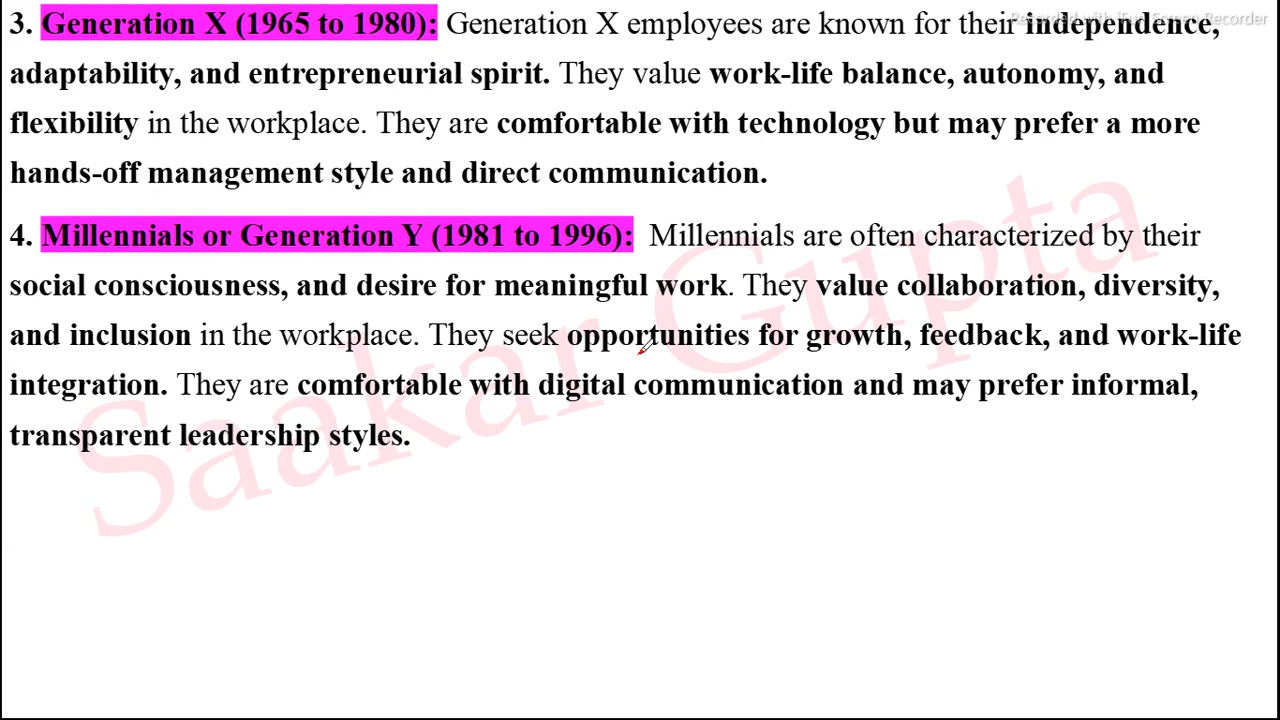 Recorded with iFun Screen Recorder
3. Generation X (1965 to 1980): Generation X employees are known for their independence,
adaptability, and entrepreneurial spirit. They value work-life balance, autonomy, and
flexibility in the workplace. They are comfortable with technology but may prefer a more
hands-off management style and direct communication.
4. Millennials or Generation Y (1981 to 1996): Millennials are often characterized by their
social consciousness, and desire for meaningful work. They value collaboration, diversity,
and inclusion in the workplace. They seek opportunities for growth, feedback, and work-life
integration. They are comfortable with digital communication and may prefer informal,
transparent leadership styles.
Saakar Gupta